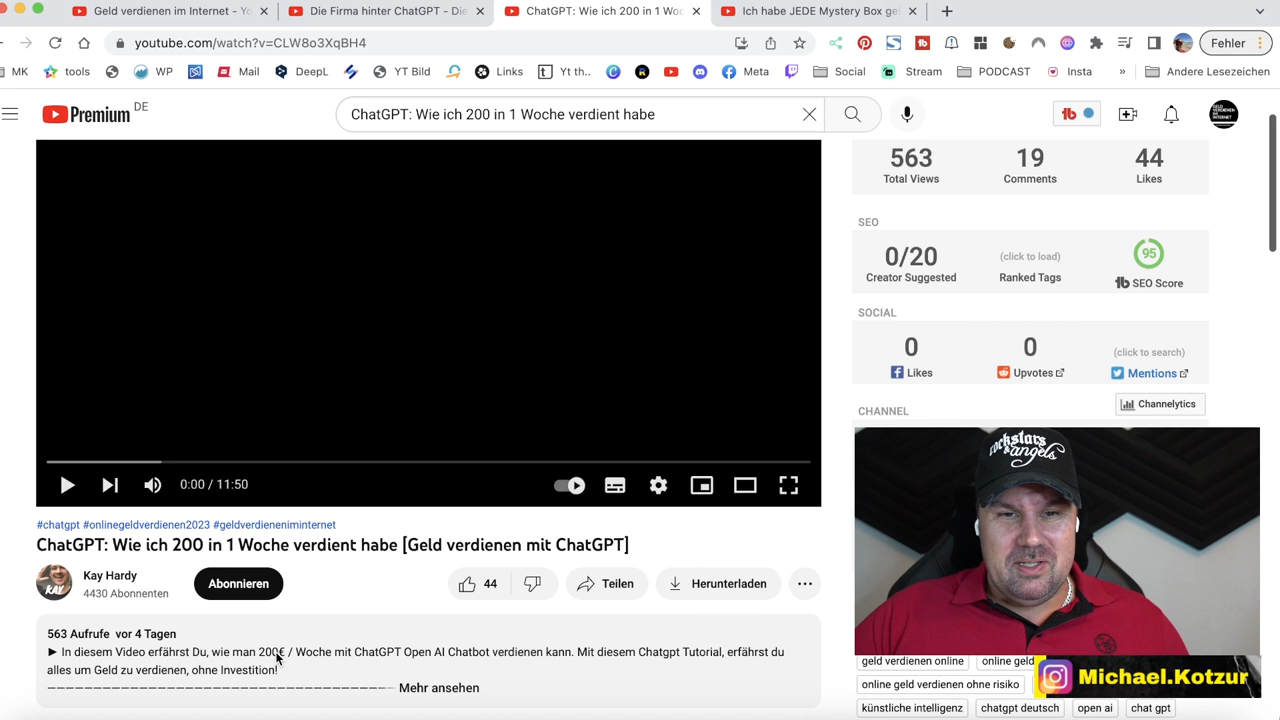 Geld verdienen im Internet - Yo
Die Firma hinter ChatGPT - Die
ChatGPT: Wie ich 200 in 1 Woc
Ich habe JEDE Mystery Box gek
youtube.com/watch?v=CLW8o3XqBH4
Fehler
MK
tools
WP
Mail
DeepL
YT Bild
Links
Yt th..
Meta
Social
Stream
PODCAST
Insta
»
Andere Lesezeichen
Premium DE
ChatGPT: Wie ich 200 in 1 Woche verdient habe
tb
563 19 44
Total Views Comments Likes
SEO
0/20 (click to load) 95
Creator Suggested Ranked Tags tb SEO Score
SOCIAL
0 0 (click to search)
Likes Upvotes Mentions
Channelytics
CHANNEL
rockstars
& angels
0:00 / 11:50
#chatgpt #onlinegeldverdienen2023 #geldverdieneniminternet
ChatGPT: Wie ich 200 in 1 Woche verdient habe [Geld verdienen mit ChatGPT]
KAY
Kay Hardy
4430 Abonnenten
Abonnieren
44
Teilen
Herunterladen
563 Aufrufe vor 4 Tagen
► In diesem Video erfährst Du, wie man 200€ / Woche mit ChatGPT Open AI Chatbot verdienen kann. Mit diesem Chatgpt Tutorial, erfährst du
alles um Geld zu verdienen, ohne Investition!
Mehr ansehen
geld verdienen online
online geld
online geld verdienen ohne risiko
Michael.Kotzur
künstliche intelligenz
chatgpt deutsch
open ai
chat gpt